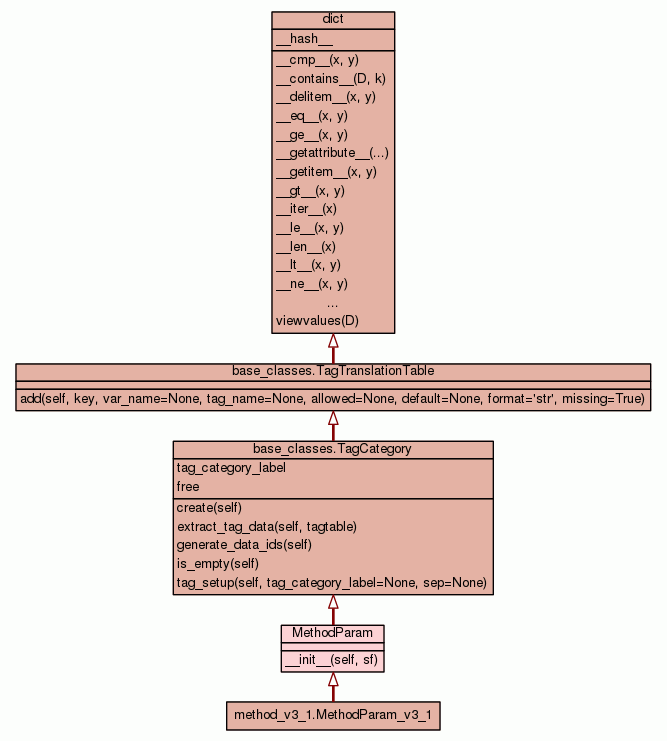 dict
__hash__
__cmp__(x, y)
__contains__(D, k)
__delitem__(x, y)
__eq__(x, y)
__ge__(x, y)
__getattribute__(...)
__getitem__(x, y)
__gt__(x, y)
__iter__(x)
__le__(x, y)
__len__(x)
__lt__(x, y)
__ne__(x, y)
...
viewvalues(D)
base_classes.TagTranslationTable
add(self, key, var_name=None, tag_name=None, allowed=None, default=None, format='str', missing=True)
base_classes.TagCategory
tag_category_label
free
create(self)
extract_tag_data(self, tagtable)
generate_data_ids(self)
is_empty(self)
tag_setup(self, tag_category_label=None, sep=None)
MethodParam
__init__(self, sf)
method_v3_1.MethodParam_v3_1